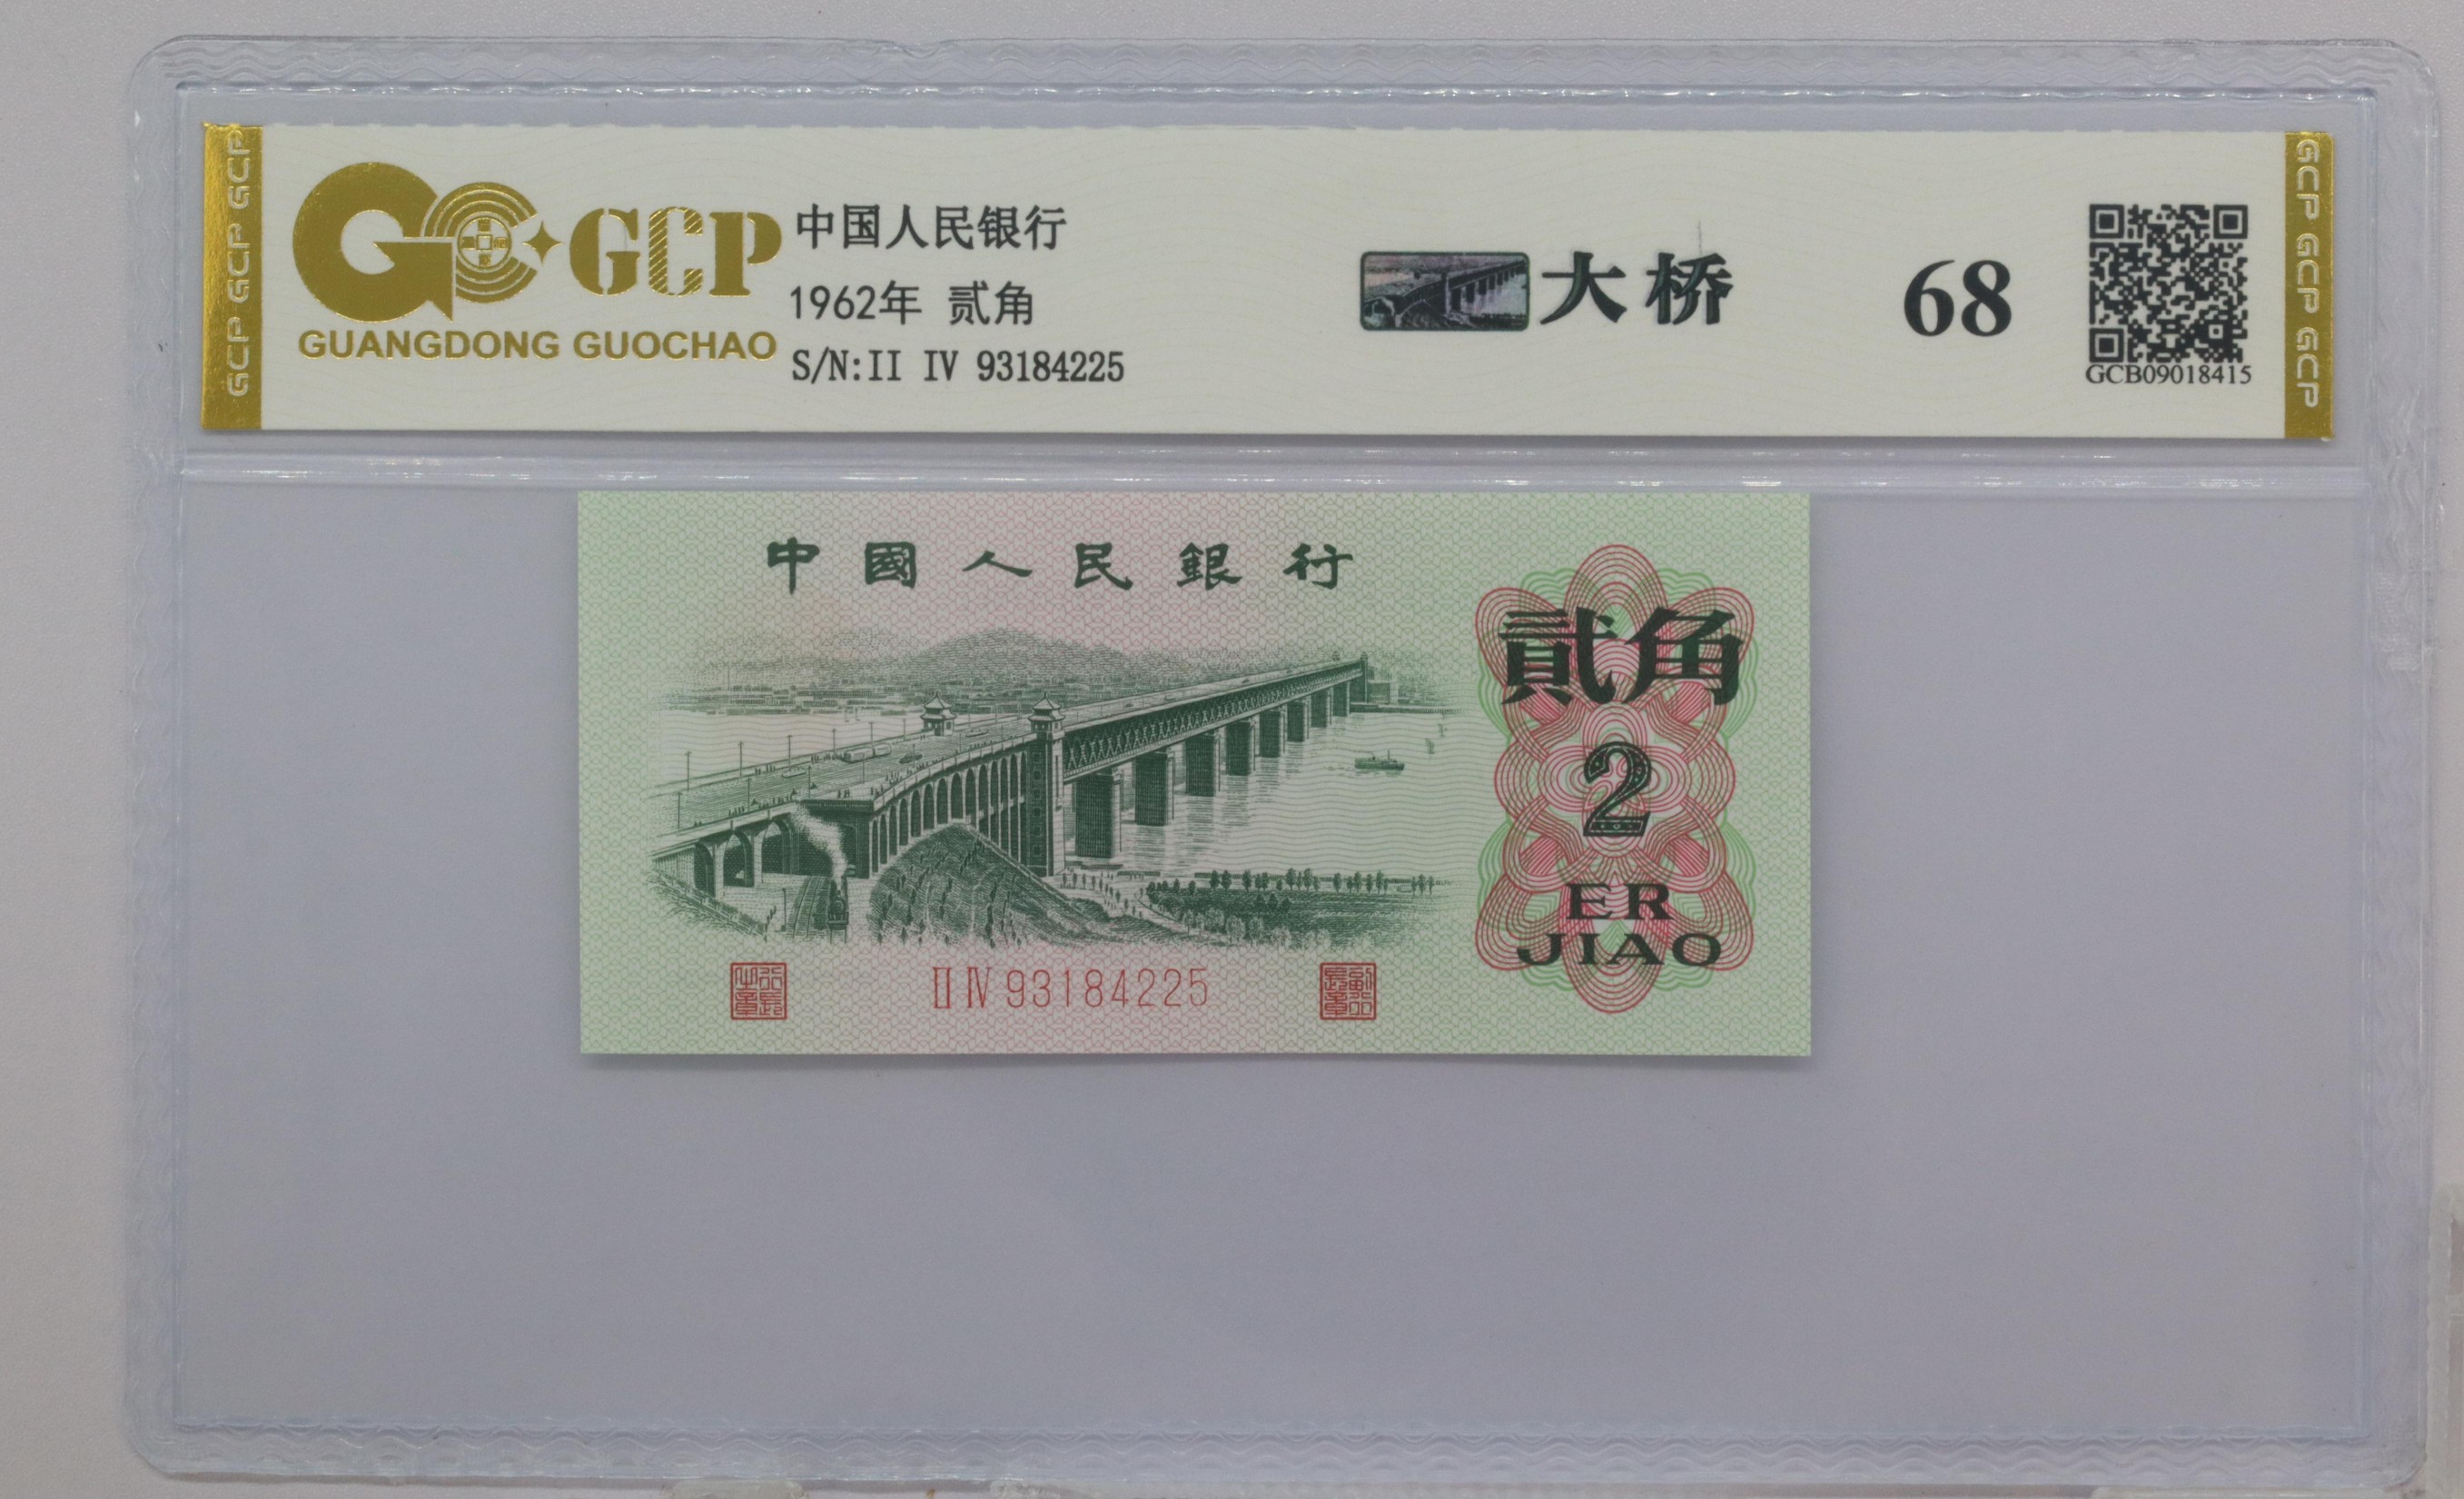 GCP GCP GCP
GCP
GUANGDONG GUOCHAO
中国人民银行
1962年 贰角
S/N:II IV 93184225
大桥
68
GCB09018415
GCP GCP GCP
中國人民銀行
貳角
2
ER
JIAO
II IV 93184225